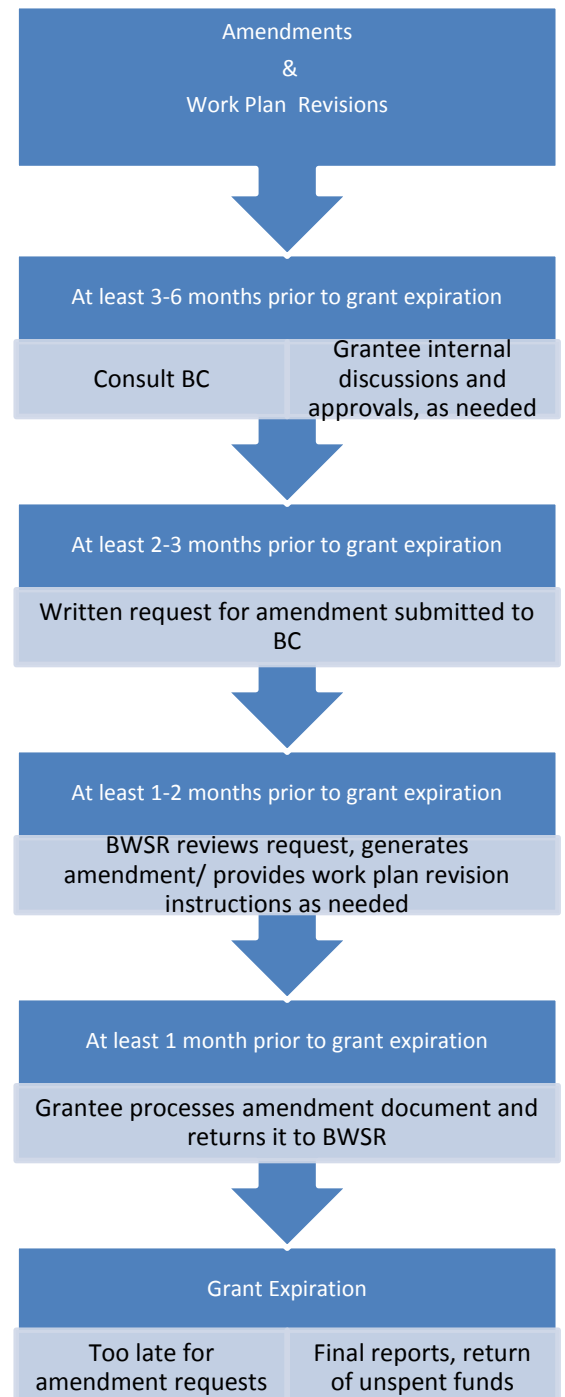 Amendments
&
Work Plan Revisions
At least 3-6 months prior to grant expiration
Consult BC
Grantee internal
discussions and
approvals, as needed
At least 2-3 months prior to grant expiration
Written request for amendment submitted to
BC
At least 1-2 months prior to grant expiration
BWSR reviews request, generates
amendment/ provides work plan revision
instructions as needed
At least 1 month prior to grant expiration
Grantee processes amendment document and
returns it to BWSR
Grant Expiration
Too late for
amendment requests
Final reports, return
of unspent funds